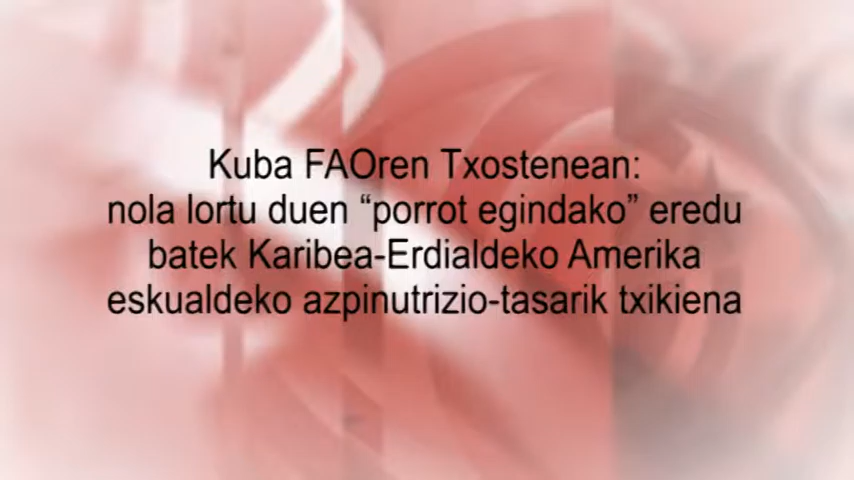 Kuba FAOren Txostenean:
nola lortu duen “porrot egindako” eredu
batek Karibea-Erdialdeko Amerika
eskualdeko azpinutrizio-tasarik txikiena